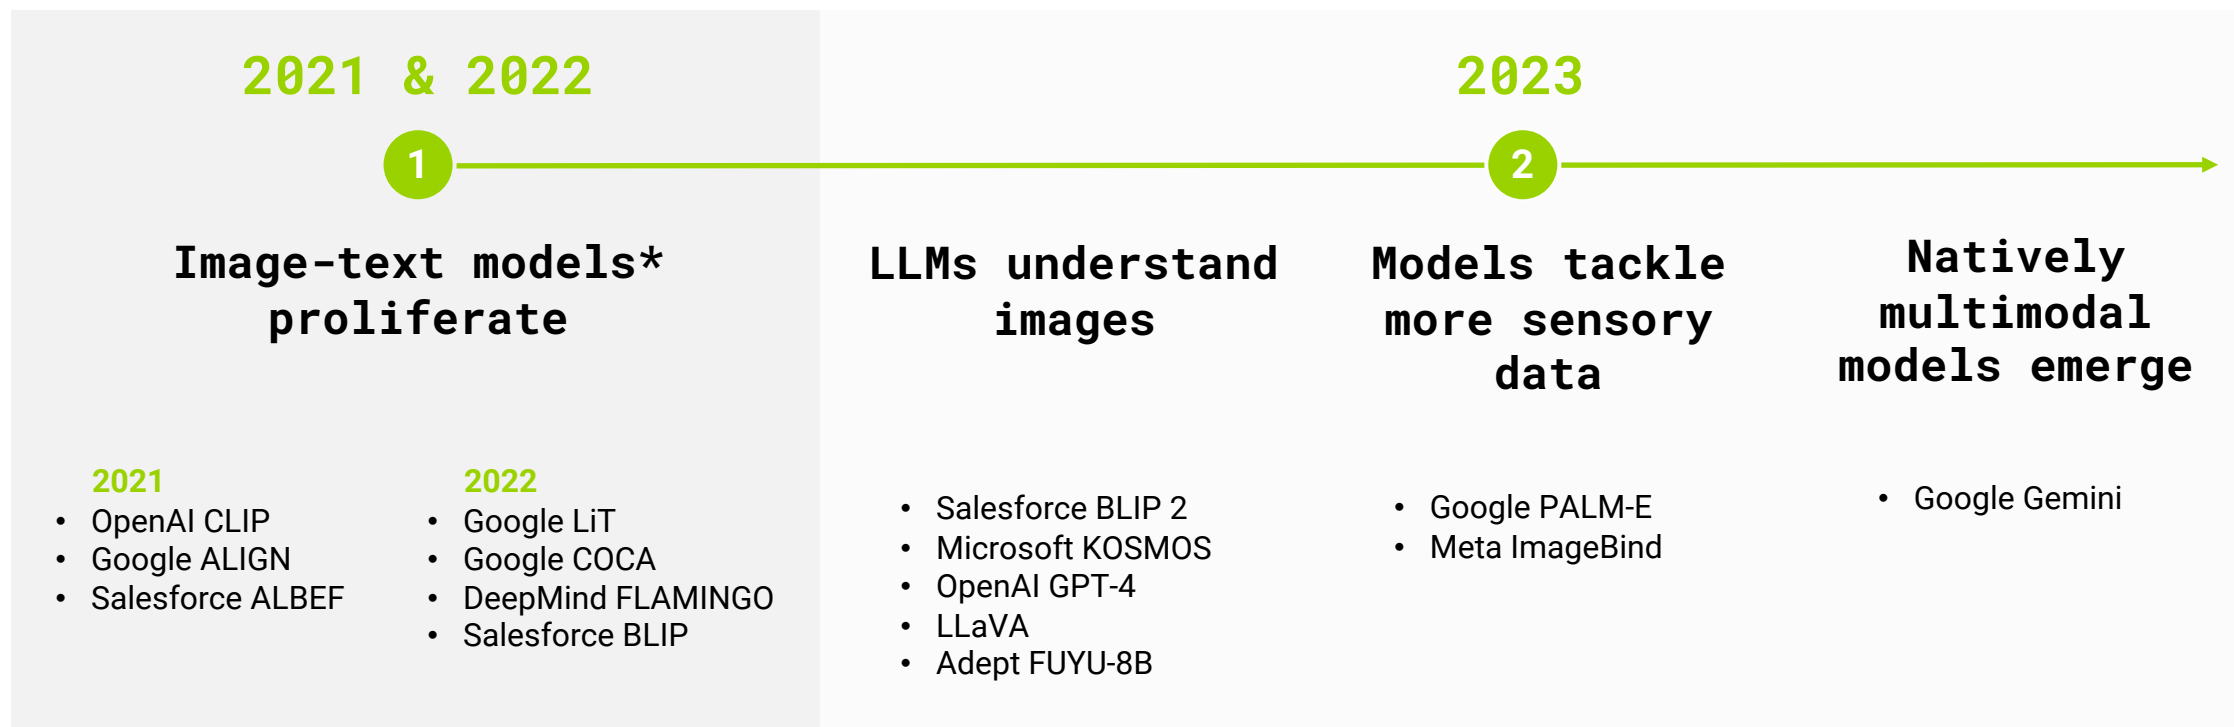 2021 & 2022
1
Image-text models*
proliferate
2021
• OpenAI CLIP
• Google ALIGN
• Salesforce ALBEF
2022
• Google LiT
• Google COCA
• DeepMind FLAMINGO
• Salesforce BLIP
2023
2
LLMs understand
images
• Salesforce BLIP 2
• Microsoft KOSMOS
• OpenAI GPT-4
• LLaVA
• Adept FUYU-8B
Models tackle
more sensory
data
• Google PALM-E
• Meta ImageBind
Natively
multimodal
models emerge
• Google Gemini